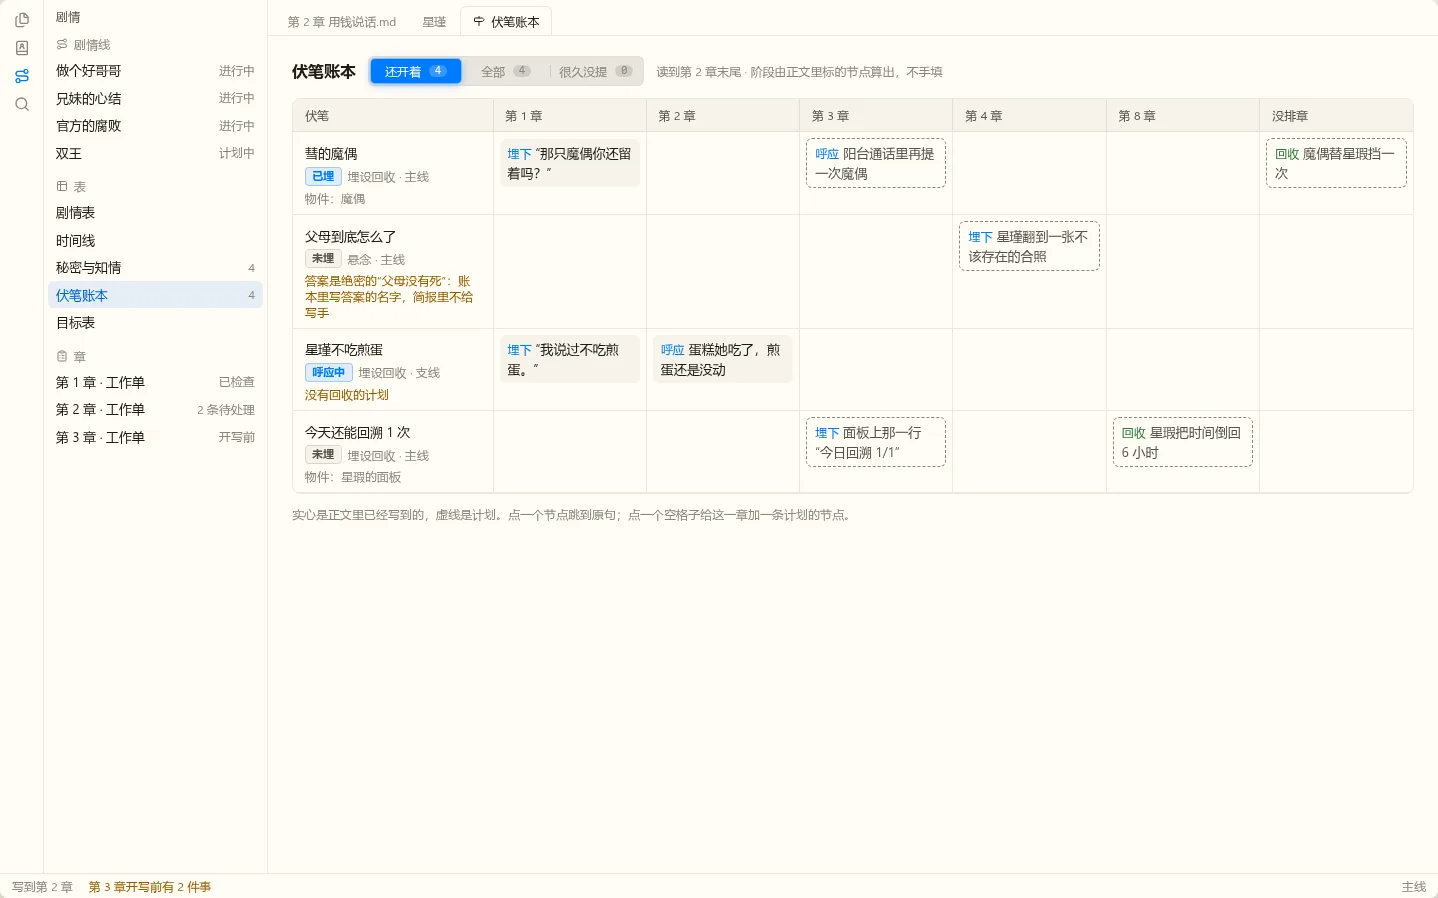 剧情
剧情线
做个好哥哥 进行中
兄妹的心结 进行中
官方的腐败 进行中
双王 计划中
表
剧情表
时间线
秘密与知情 4
伏笔账本 4
目标表
章
第 1 章 · 工作单 已检查
第 2 章 · 工作单 2 条待处理
第 3 章 · 工作单 开写前
第 2 章 用钱说话.md 星瑾 伏笔账本
伏笔账本 还开着 4 全部 4 很久没提 0 读到第 2 章末尾 · 阶段由正文里标的节点算出，不手填
伏笔 第 1 章 第 2 章 第 3 章 第 4 章 第 8 章 没排章
彗的魔偶
已埋 埋设回收 · 主线
物件：魔偶
埋下 “那只魔偶你还留
着吗？”
呼应 阳台通话里再提
一次魔偶
回收 魔偶替星瑕挡一
次
父母到底怎么了
未埋 悬念 · 主线
答案是绝密的“父母没有死”：账
本里写答案的名字，简报里不给
写手
埋下 星瑾翻到一张不
该存在的合照
星瑾不吃煎蛋
呼应中 埋设回收 · 支线
没有回收的计划
埋下 “我说过不吃煎
蛋。”
呼应 蛋糕她吃了，煎
蛋还是没动
今天还能回溯 1 次
未埋 埋设回收 · 主线
物件：星瑕的面板
埋下 面板上那一行
“今日回溯 1/1”
回收 星瑕把时间倒回
6 小时
实心是正文里已经写到的，虚线是计划。点一个节点跳到原句；点一个空格子给这一章加一条计划的节点。
写到第 2 章 第 3 章开写前有 2 件事 主线